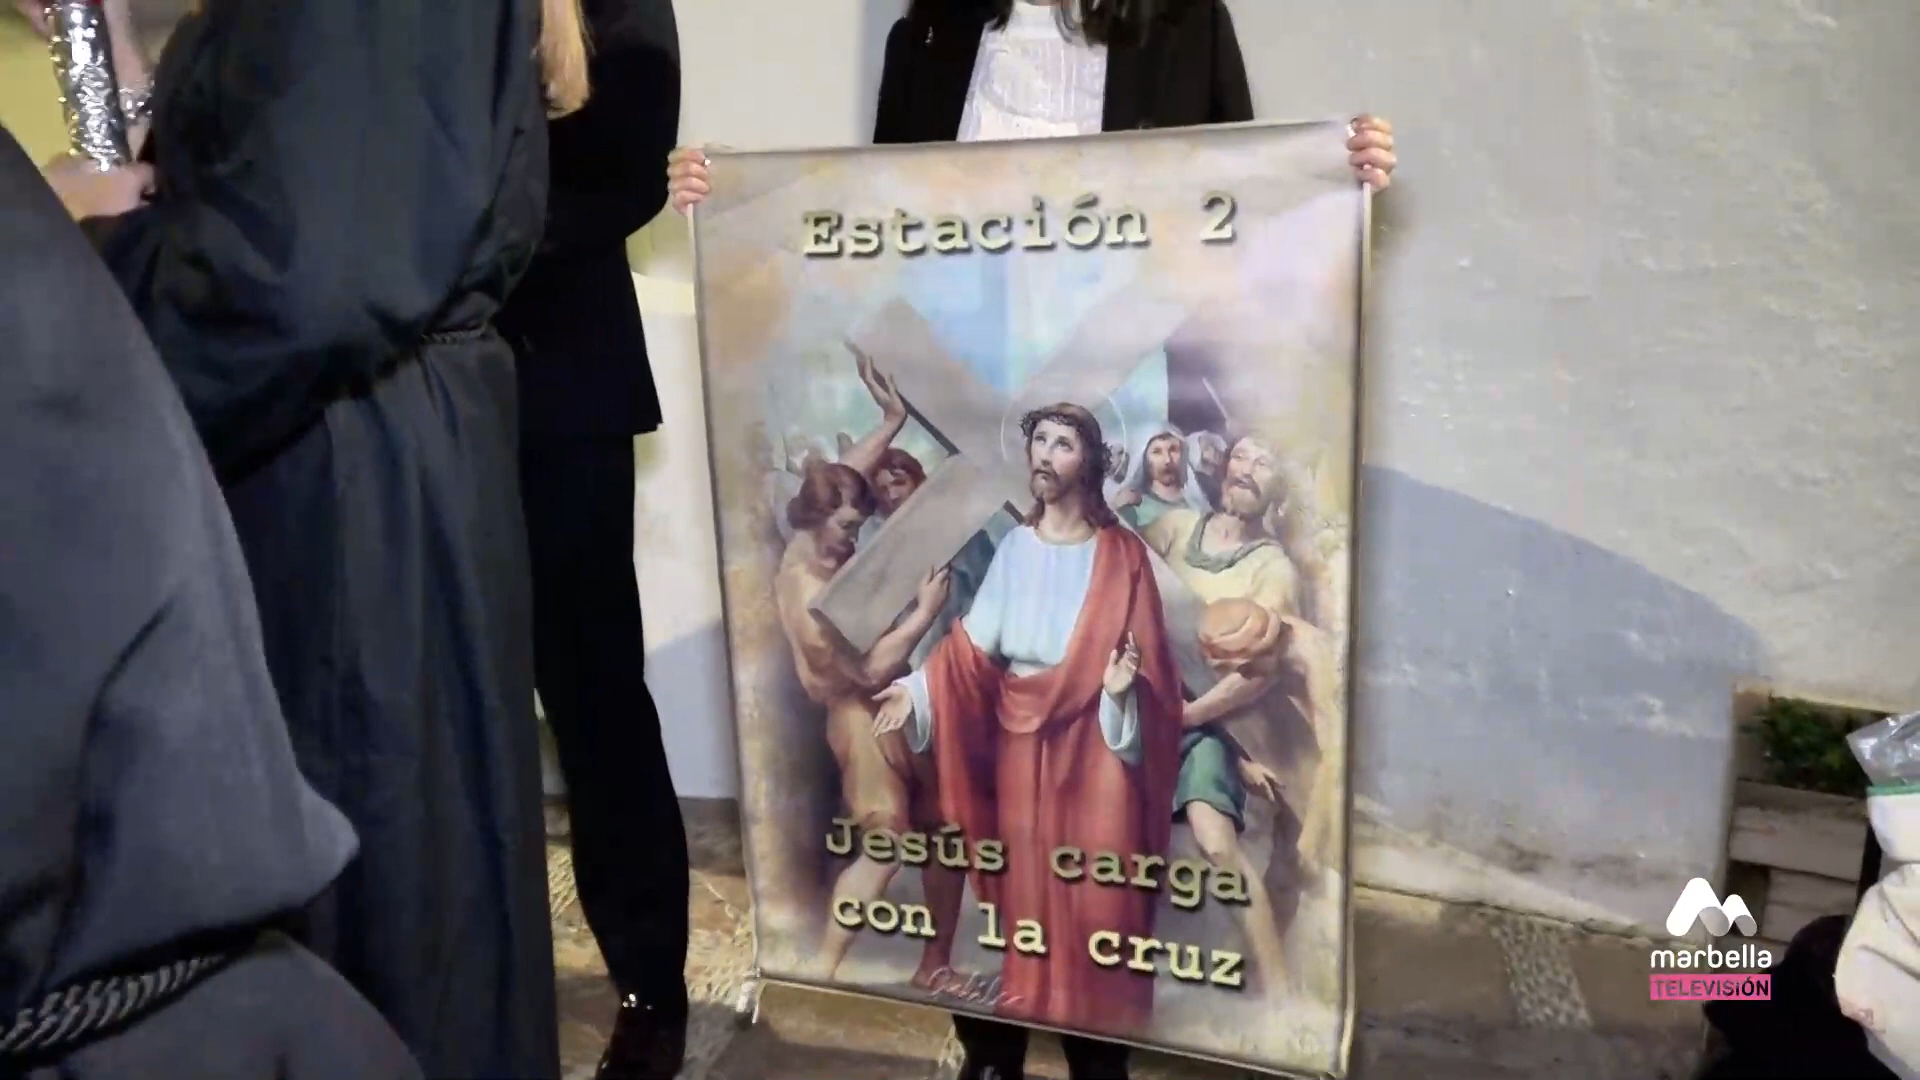 Estación 2
Jesús carga
con la cruz
marbella
TELEVISIÓN